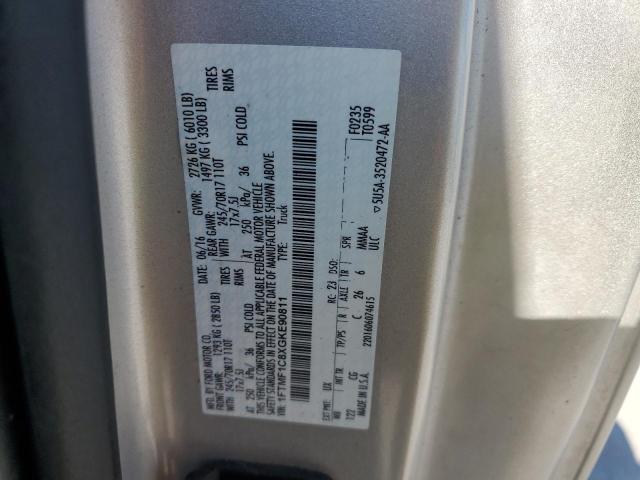 MFD. BY FORD MOTOR CO.
DATE: 06/16 GVWR: 2726 KG ( 6010 LB)
FRONT GAWR: 1293 KG ( 2850 LB) REAR GAWR: 1497 KG ( 3300 LB)
245/70R17 110T TIRES WITH 245/70R17 110T TIRES
17x7.5J RIMS 17x7.5J RIMS
AT 250 kPa/ 36 PSI COLD AT 250 kPa/ 36 PSI COLD
THIS VEHICLE CONFORMS TO ALL APPLICABLE FEDERAL MOTOR VEHICLE
SAFETY STANDARDS IN EFFECT ON THE DATE OF MANUFACTURE SHOWN ABOVE.
VIN: 1FTMF1C8XGKE90811 Truck
F0235
T0599
EXT PNT: UX RC: 23 DSO:
WB INT TR TP/PS R AXLE TR SPR
122 CG C 26 6 MMAAA
MADE IN U.S.A. ULC
2201606074615
▽5U5A-3520472-AA